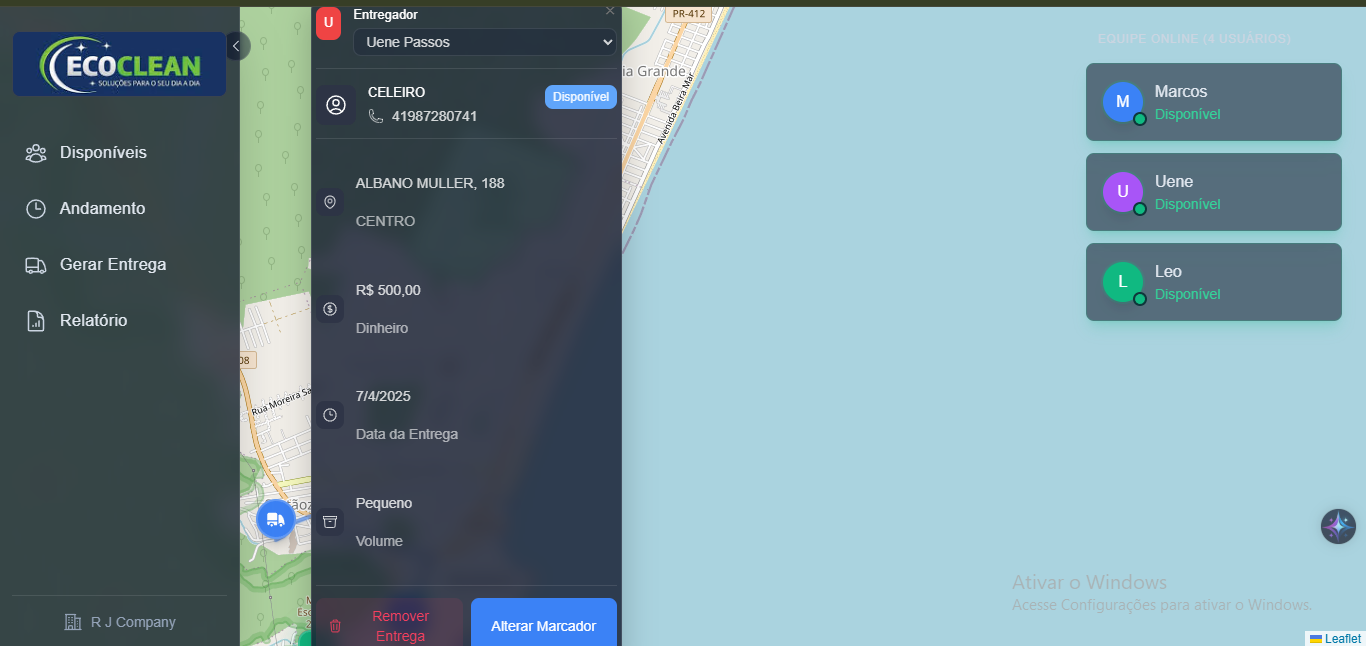 ECOCLEAN
SOLUÇÕES PARA O SEU DIA A DIA
Disponíveis
Andamento
Gerar Entrega
Relatório
R J Company
U
Entregador
Uene Passos
CELEIRO
41987280741
Disponível
ALBANO MULLER, 188
CENTRO
R$ 500,00
Dinheiro
7/4/2025
Data da Entrega
Pequeno
Volume
Remover
Entrega
Alterar Marcador
PR-412
ia Grande
Avenida Beira Mar
08
Rua Moreira Sa
EQUIPE ONLINE (4 USUÁRIOS)
M
Marcos
Disponível
U
Uene
Disponível
L
Leo
Disponível
Ativar o Windows
Acesse Configurações para ativar o Windows.
Leaflet